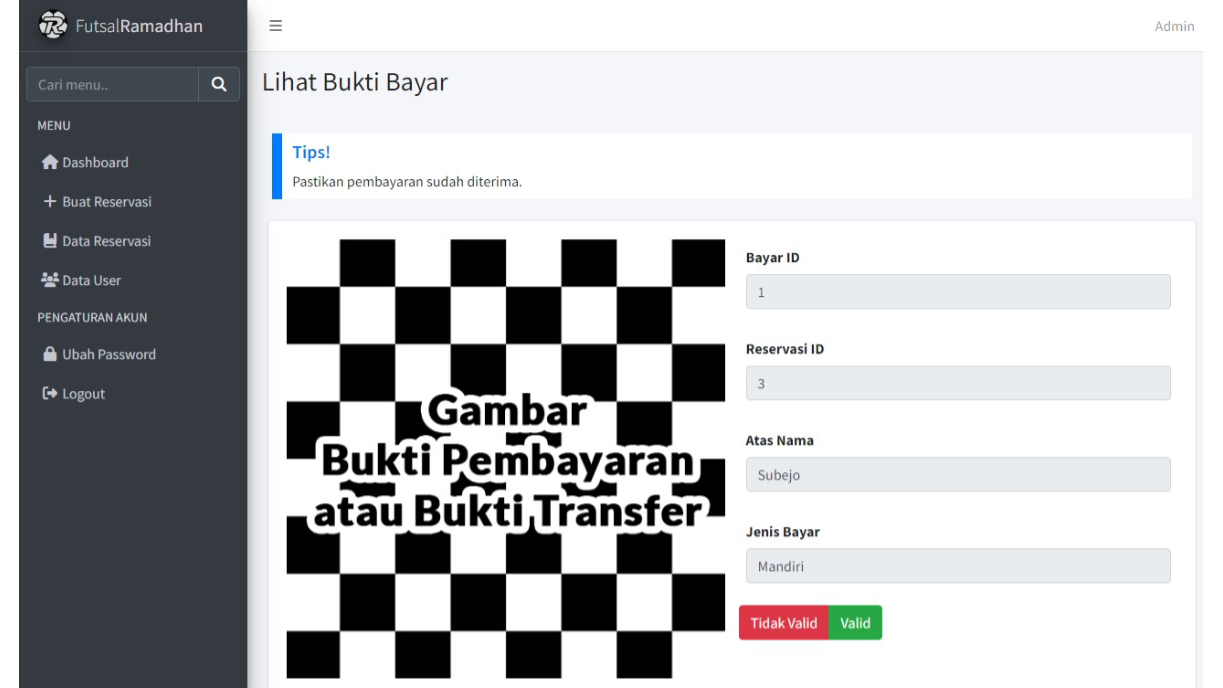 FutsalRamadhan
Admin
Cari menu..
MENU
Dashboard
Buat Reservasi
Data Reservasi
Data User
PENGATURAN AKUN
Ubah Password
Logout
Lihat Bukti Bayar
Tips!
Pastikan pembayaran sudah diterima.
Gambar
Bukti Pembayaran
atau Bukti Transfer
Bayar ID
1
Reservasi ID
3
Atas Nama
Subejo
Jenis Bayar
Mandiri
Tidak Valid Valid